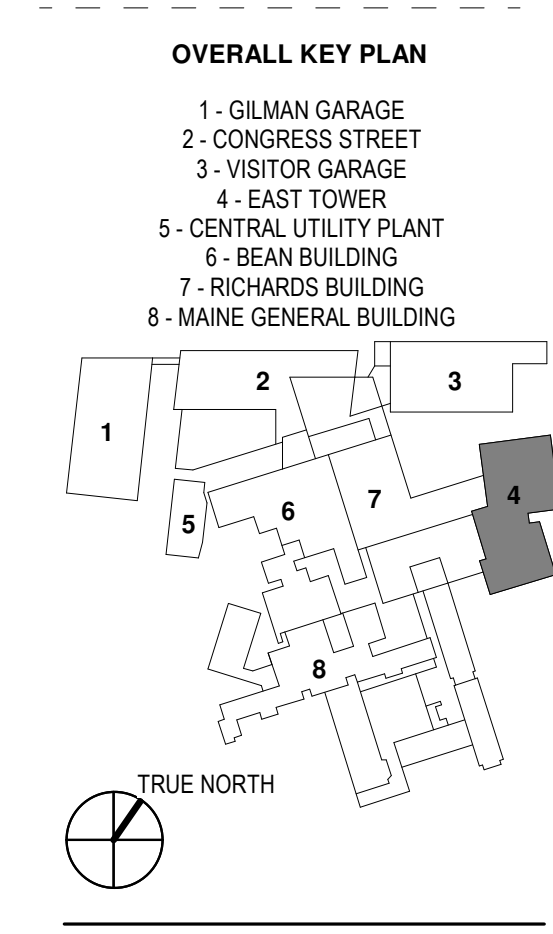 OVERALL KEY PLAN
1 - GILMAN GARAGE
2 - CONGRESS STREET
3 - VISITOR GARAGE
4 - EAST TOWER
5 - CENTRAL UTILITY PLANT
6 - BEAN BUILDING
7 - RICHARDS BUILDING
8 - MAINE GENERAL BUILDING
1
2
3
4
5
6
7
8
TRUE NORTH